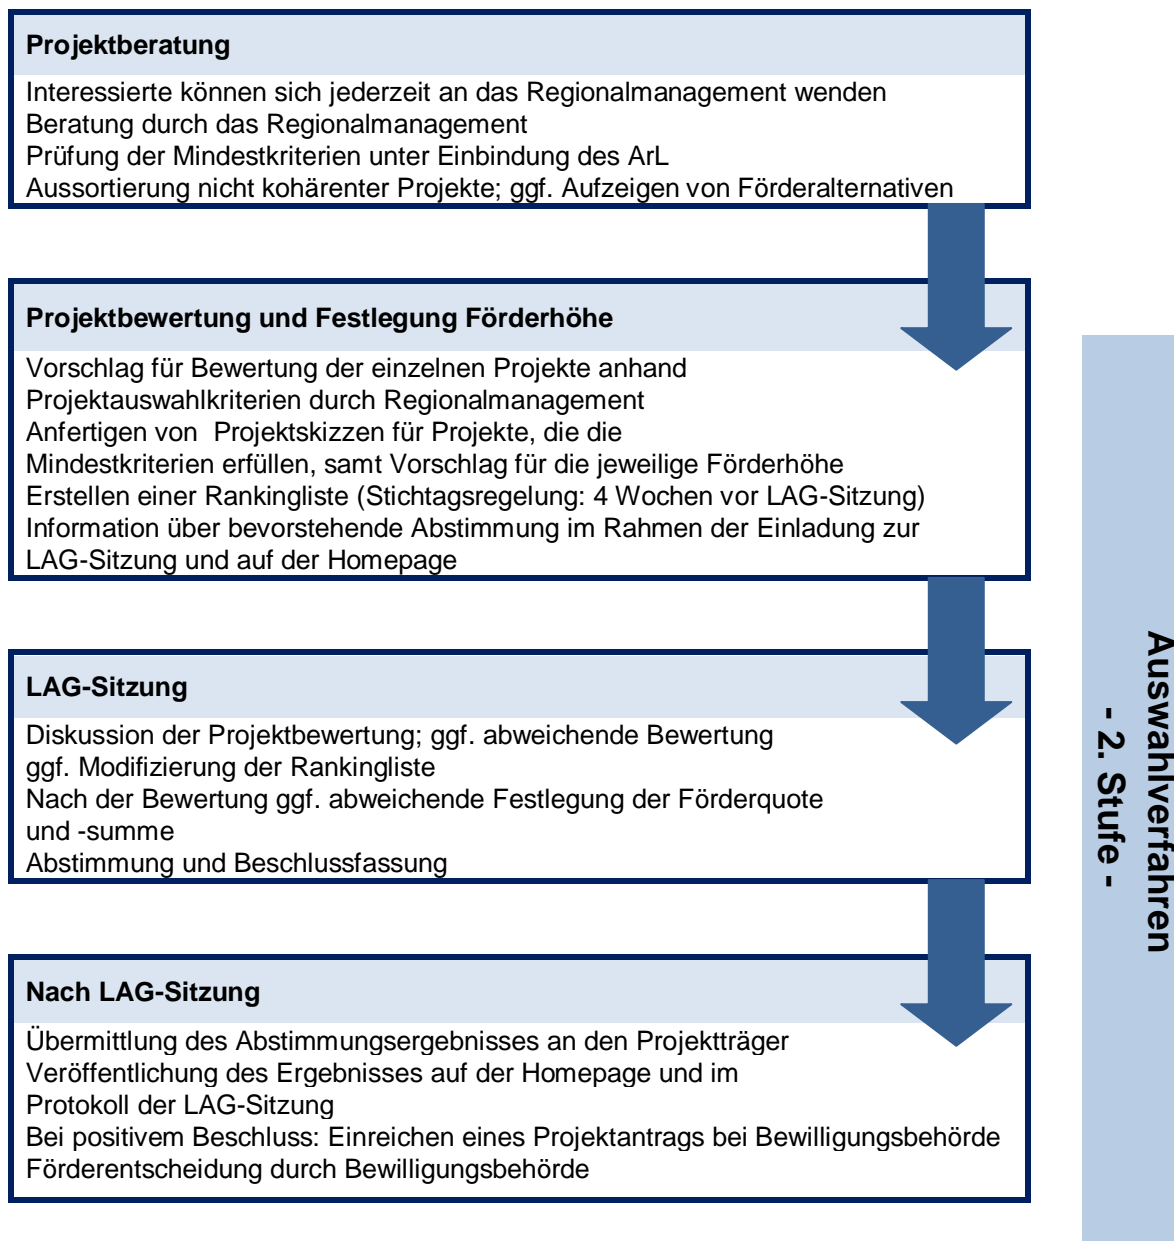 Projektberatung
Interessierte können sich jederzeit an das Regionalmanagement wenden
Beratung durch das Regionalmanagement
Prüfung der Mindestkriterien unter Einbindung des ArL
Aussortierung nicht kohärenter Projekte; ggf. Aufzeigen von Förderalternativen
Projektbewertung und Festlegung Förderhöhe
Vorschlag für Bewertung der einzelnen Projekte anhand
Projektauswahlkriterien durch Regionalmanagement
Anfertigen von  Projektskizzen für Projekte, die die
Mindestkriterien erfüllen, samt Vorschlag für die jeweilige Förderhöhe
Erstellen einer Rankingliste (Stichtagsregelung: 4 Wochen vor LAG-Sitzung)
Information über bevorstehende Abstimmung im Rahmen der Einladung zur
LAG-Sitzung und auf der Homepage
LAG-Sitzung
Diskussion der Projektbewertung; ggf. abweichende Bewertung
ggf. Modifizierung der Rankingliste
Nach der Bewertung ggf. abweichende Festlegung der Förderquote
und -summe
Abstimmung und Beschlussfassung
Nach LAG-Sitzung
Übermittlung des Abstimmungsergebnisses an den Projektträger
Veröffentlichung des Ergebnisses auf der Homepage und im
Protokoll der LAG-Sitzung
Bei positivem Beschluss: Einreichen eines Projektantrags bei Bewilligungsbehörde
Förderentscheidung durch Bewilligungsbehörde
Auswahlverfahren
- 2. Stufe -